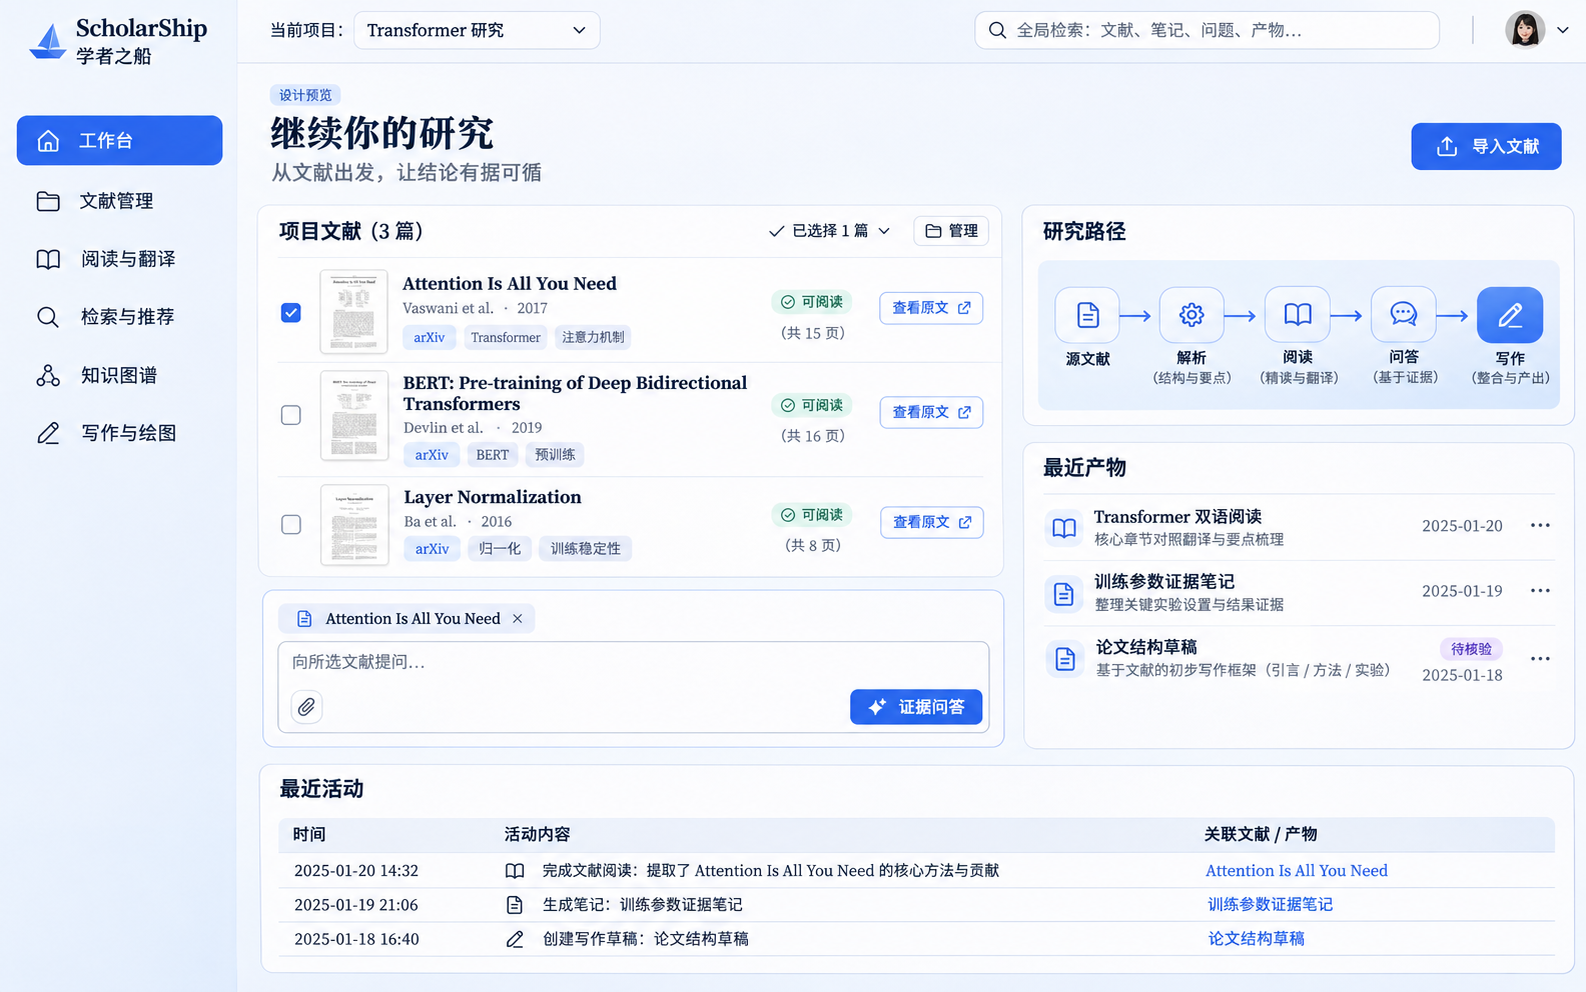 ScholarShip
学者之船
当前项目：
Transformer 研究
全局检索：文献、笔记、问题、产物...
工作台
文献管理
阅读与翻译
检索与推荐
知识图谱
写作与绘图
设计预览
继续你的研究
从文献出发，让结论有据可循
导入文献
项目文献（3 篇）
已选择 1 篇
管理
Attention Is All You Need
Vaswani et al. · 2017
arXiv
Transformer
注意力机制
可阅读
（共 15 页）
查看原文
BERT: Pre-training of Deep Bidirectional
Transformers
Devlin et al. · 2019
arXiv
BERT
预训练
可阅读
（共 16 页）
查看原文
Layer Normalization
Ba et al. · 2016
arXiv
归一化
训练稳定性
可阅读
（共 8 页）
查看原文
Attention Is All You Need
向所选文献提问...
证据问答
研究路径
源文献
解析
（结构与要点）
阅读
（精读与翻译）
问答
（基于证据）
写作
（整合与产出）
最近产物
Transformer 双语阅读
核心章节对照翻译与要点梳理
2025-01-20
训练参数证据笔记
整理关键实验设置与结果证据
2025-01-19
论文结构草稿
基于文献的初步写作框架（引言 / 方法 / 实验）
待核验
2025-01-18
最近活动
时间
活动内容
关联文献 / 产物
2025-01-20 14:32
完成文献阅读：提取了 Attention Is All You Need 的核心方法与贡献
Attention Is All You Need
2025-01-19 21:06
生成笔记：训练参数证据笔记
训练参数证据笔记
2025-01-18 16:40
创建写作草稿：论文结构草稿
论文结构草稿